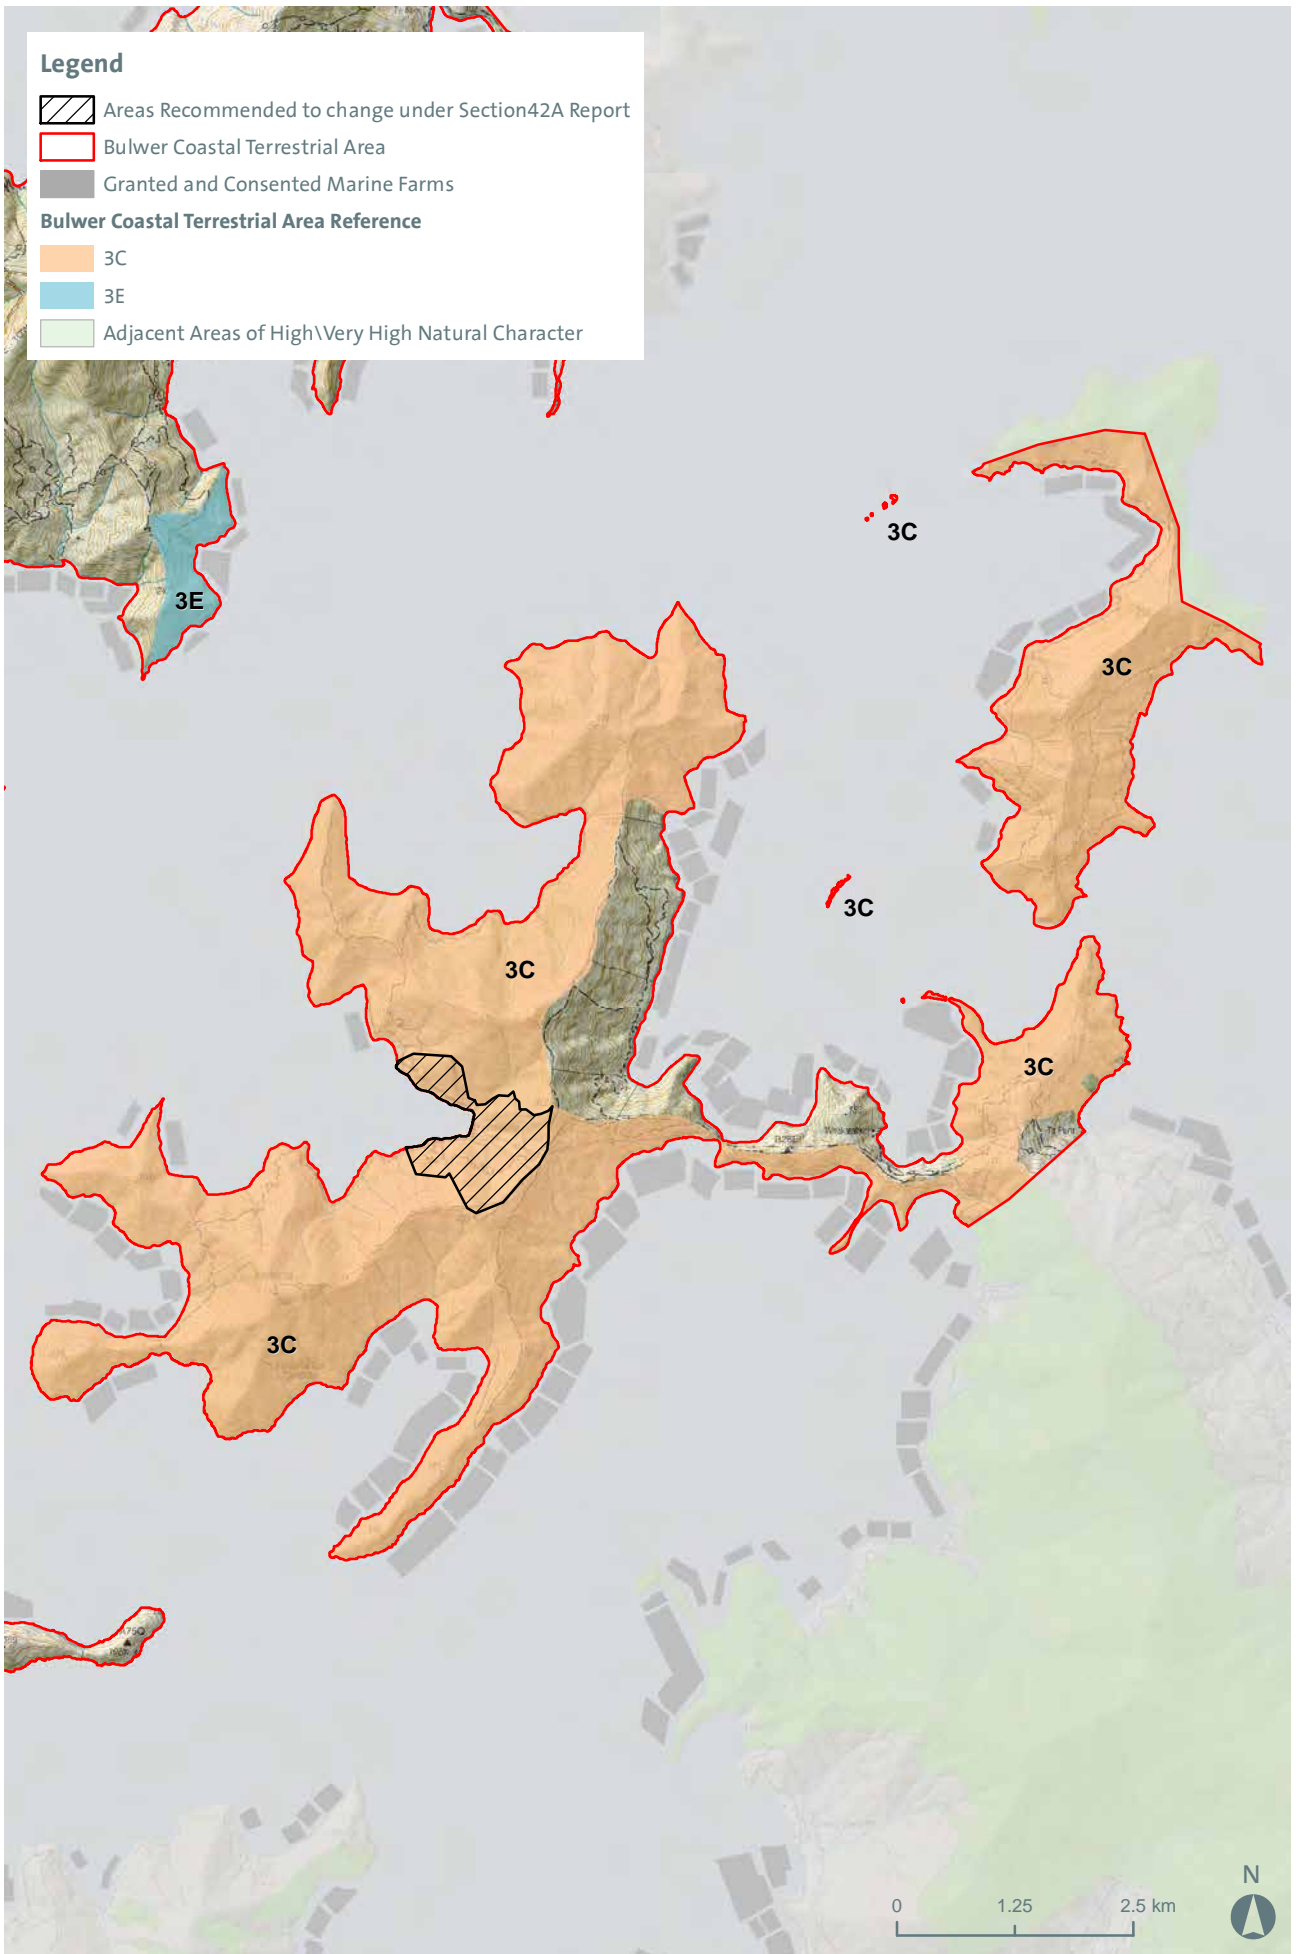 Legend
Areas Recommended to change under Section42A Report
Bulwer Coastal Terrestrial Area
Granted and Consented Marine Farms
Bulwer Coastal Terrestrial Area Reference
3C
3E
Adjacent Areas of High\Very High Natural Character
3C
3E
3C
3C
3C
3C
3C
N
0 1.25 2.5 km